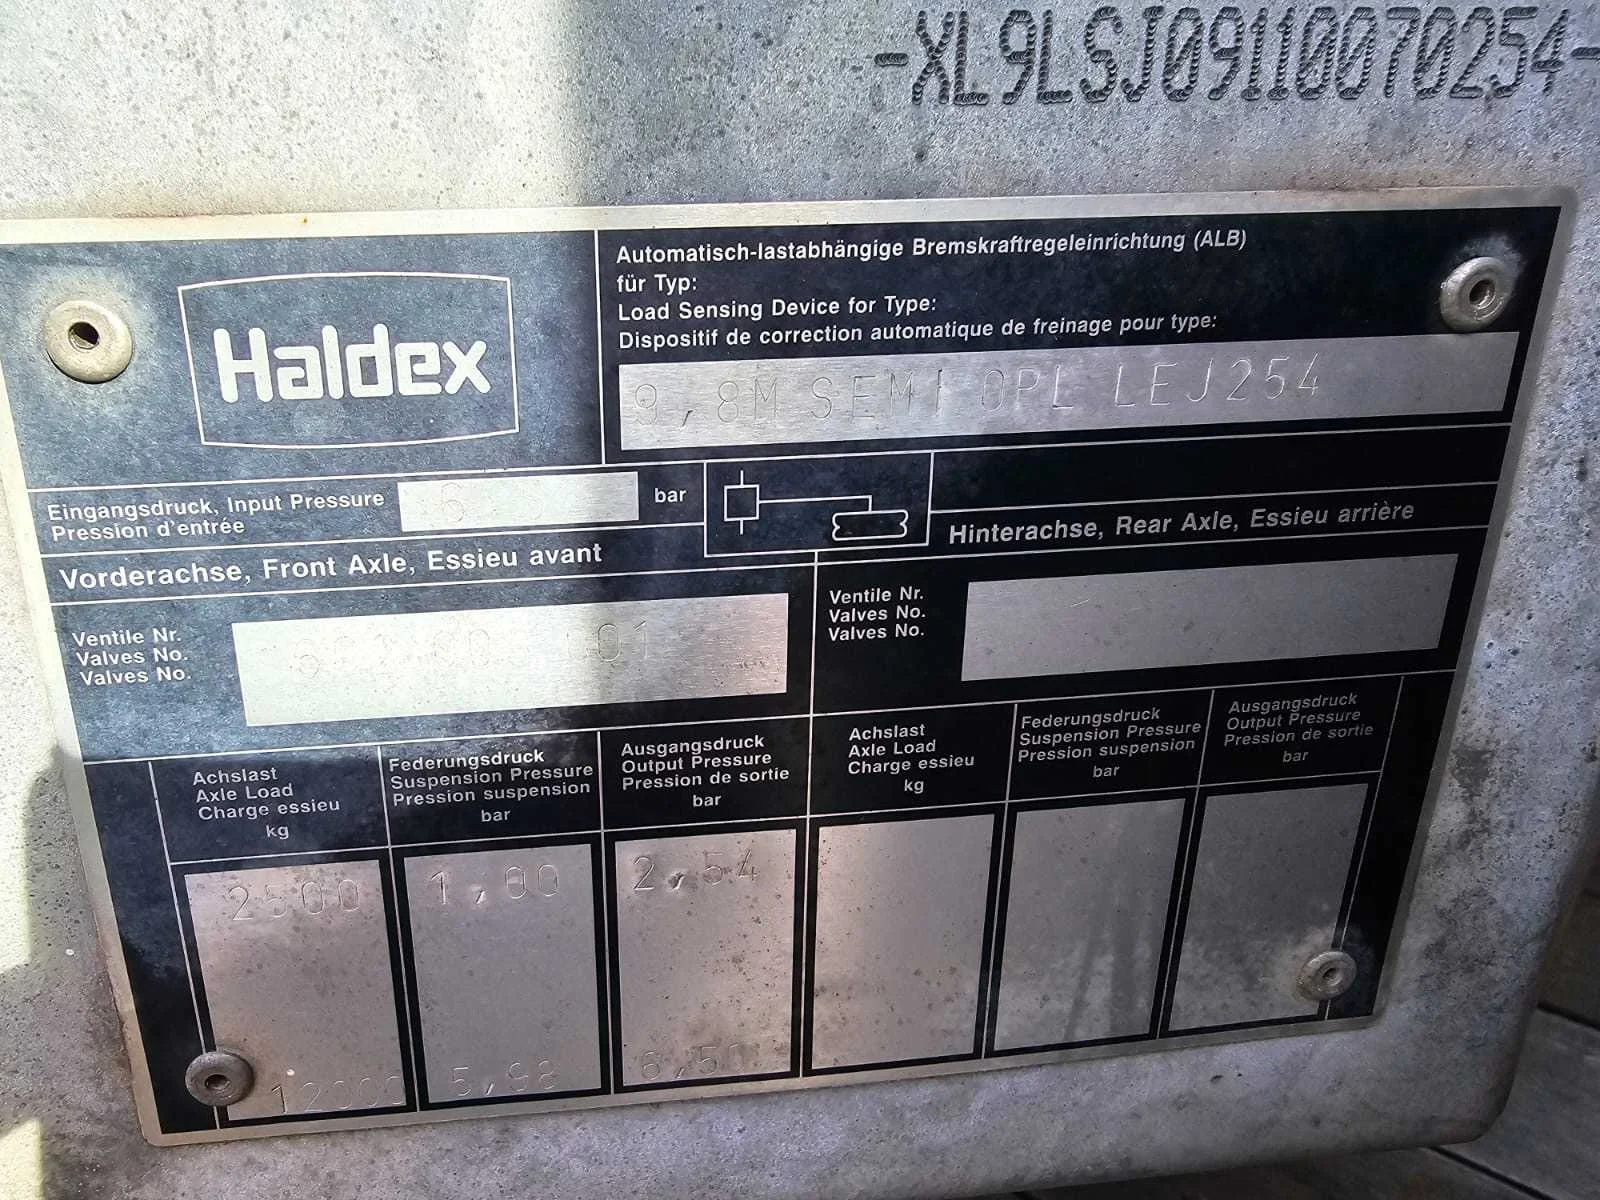 -XL9LSJ09110070254-
Haldex
Automatisch-lastabhängige Bremskraftregeleinrichtung (ALB)
für Typ:
Load Sensing Device for Type:
Dispositif de correction automatique de freinage pour type:
9,8M SEMI OPL LEJ254
Eingangsdruck, Input Pressure
Pression d'entrée
bar
Vorderachse, Front Axle, Essieu avant
Hinterachse, Rear Axle, Essieu arrière
Ventile Nr.
Valves No.
Valves No.
Ventile Nr.
Valves No.
Valves No.
Achslast
Axle Load
Charge essieu
kg
Federungsdruck
Suspension Pressure
Pression suspension
bar
Ausgangsdruck
Output Pressure
Pression de sortie
bar
Achslast
Axle Load
Charge essieu
kg
Federungsdruck
Suspension Pressure
Pression suspension
bar
Ausgangsdruck
Output Pressure
Pression de sortie
bar
2500 1,00 2,54
12000 5,98 6,50